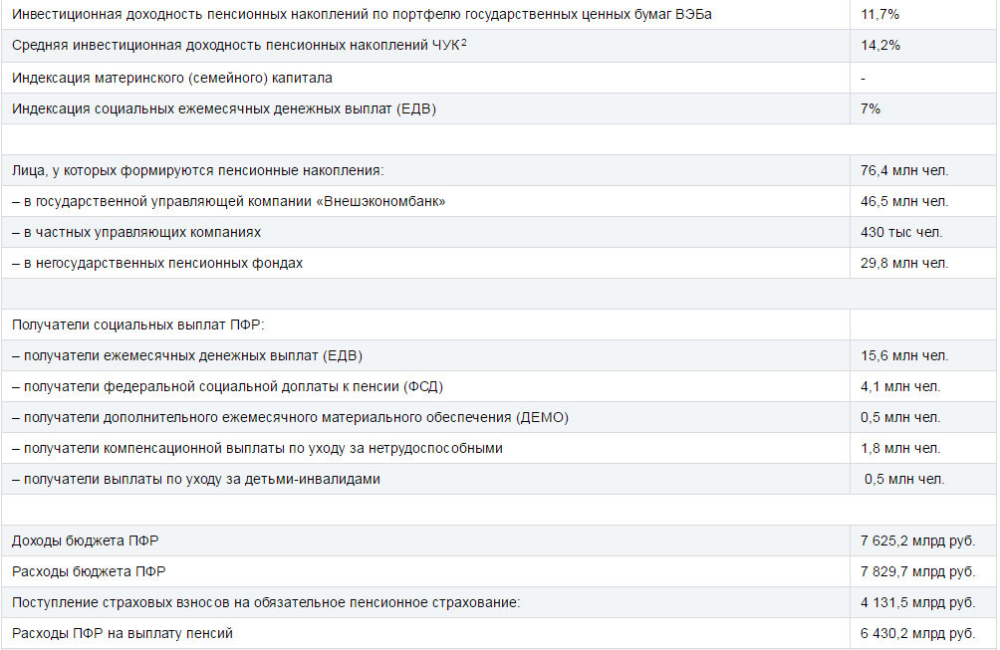 Инвестиционная доходность пенсионных накоплений по портфелю государственных ценных бумаг ВЭБа 11,7%
Средняя инвестиционная доходность пенсионных накоплений ЧУК² 14,2%
Индексация материнского (семейного) капитала -
Индексация социальных ежемесячных денежных выплат (ЕДВ) 7%
Лица, у которых формируются пенсионные накопления: 76,4 млн чел.
– в государственной управляющей компании «Внешэкономбанк» 46,5 млн чел.
– в частных управляющих компаниях 430 тыс чел.
– в негосударственных пенсионных фондах 29,8 млн чел.
Получатели социальных выплат ПФР:
– получатели ежемесячных денежных выплат (ЕДВ) 15,6 млн чел.
– получатели федеральной социальной доплаты к пенсии (ФСД) 4,1 млн чел.
– получатели дополнительного ежемесячного материального обеспечения (ДЕМО) 0,5 млн чел.
– получатели компенсационной выплаты по уходу за нетрудоспособными 1,8 млн чел.
– получатели выплаты по уходу за детьми-инвалидами 0,5 млн чел.
Доходы бюджета ПФР 7 625,2 млрд руб.
Расходы бюджета ПФР 7 829,7 млрд руб.
Поступление страховых взносов на обязательное пенсионное страхование: 4 131,5 млрд руб.
Расходы ПФР на выплату пенсий 6 430,2 млрд руб.